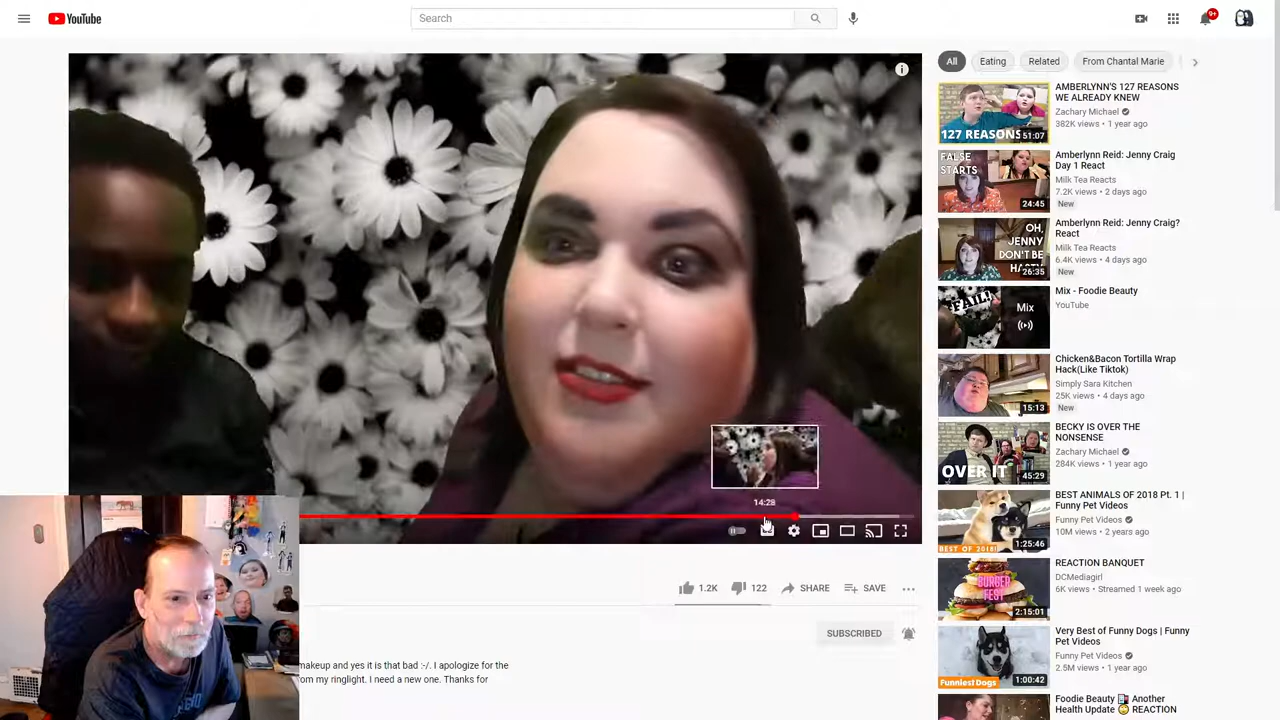 YouTube
Search
9+
All
Eating
Related
From Chantal Marie
AMBERLYNN'S 127 REASONS
WE ALREADY KNEW
Zachary Michael
382K views • 1 year ago
127 REASONS
51:07
FALSE
STARTS
24:45
Amberlynn Reid: Jenny Craig
Day 1 React
Milk Tea Reacts
7.2K views • 2 days ago
New
OH,
JENNY
DON'T BE
HASTY
26:35
Amberlynn Reid: Jenny Craig?
React
Milk Tea Reacts
6.4K views • 4 days ago
New
FAIL!
Mix
Mix - Foodie Beauty
YouTube
15:13
Chicken&Bacon Tortilla Wrap
Hack(Like Tiktok)
Simply Sara Kitchen
25K views • 4 days ago
New
OVER IT
45:29
BECKY IS OVER THE
NONSENSE
Zachary Michael
284K views • 1 year ago
BEST OF 2018!
1:25:46
BEST ANIMALS OF 2018 Pt. 1 |
Funny Pet Videos
Funny Pet Videos
10M views • 2 years ago
BURGER
FEST
2:15:01
REACTION BANQUET
DCMediagirl
6K views • Streamed 1 week ago
Funniest Dogs
1:00:42
Very Best of Funny Dogs | Funny
Pet Videos
Funny Pet Videos
2.5M views • 1 year ago
Foodie Beauty
Another
Health Update
REACTION
14:28
1.2K
122
SHARE
SAVE
SUBSCRIBED
makeup and yes it is that bad :-/. I apologize for the
om my ringlight. I need a new one. Thanks for